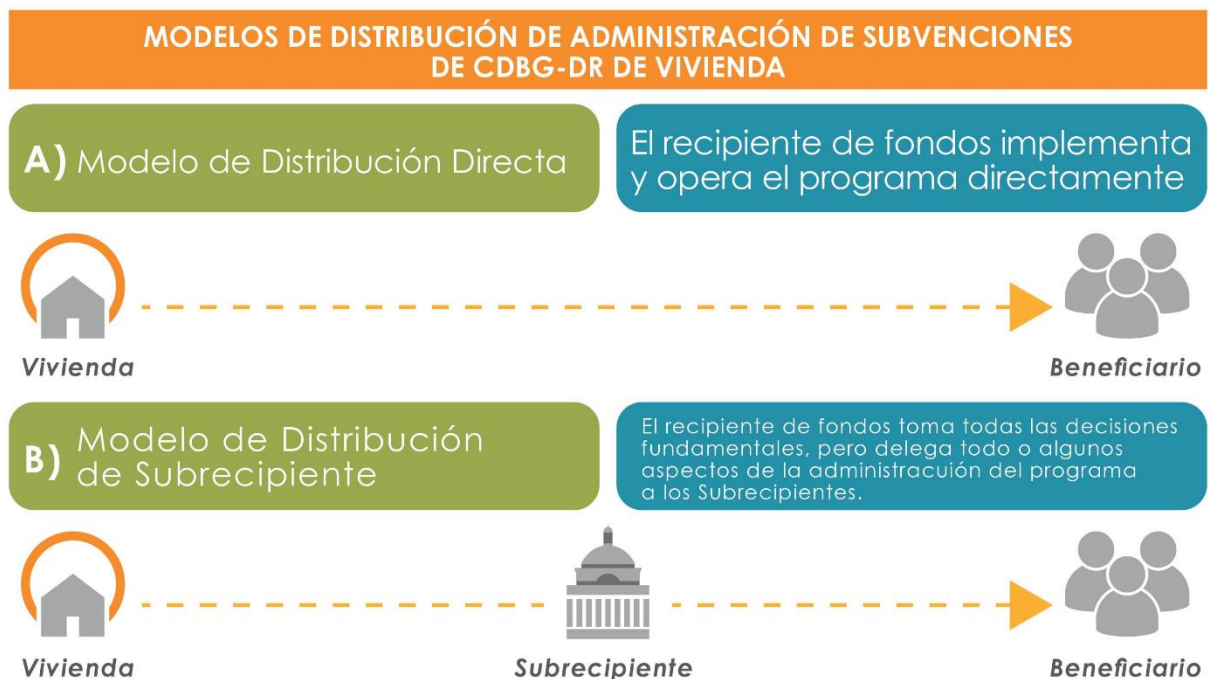 MODELOS DE DISTRIBUCIÓN DE ADMINISTRACIÓN DE SUBVENCIONES
DE CDBG-DR DE VIVIENDA
A) Modelo de Distribución Directa
El recipiente de fondos implementa
y opera el programa directamente
Vivienda
Beneficiario
B) Modelo de Distribución
de Subrecipiente
El recipiente de fondos toma todas las decisiones
fundamentales, pero delega todo o algunos
aspectos de la administracuión del programa
a los Subrecipientes.
Vivienda
Subrecipiente
Beneficiario